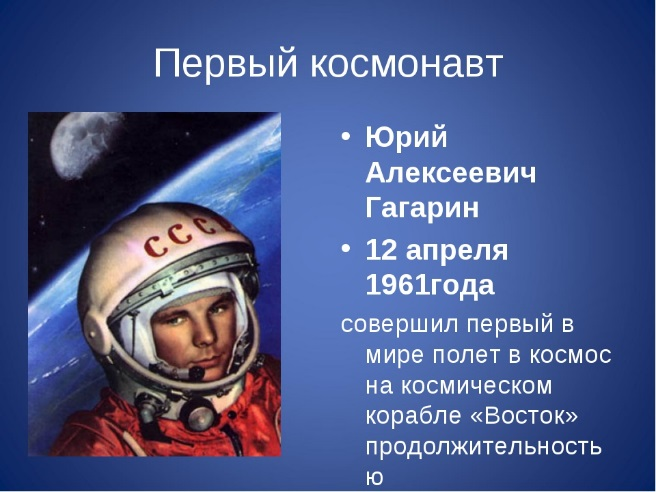 Первый космонавт
СССР
• Юрий
Алексеевич
Гагарин
• 12 апреля
1961года
совершил первый в
мире полет в космос
на космическом
корабле «Восток»
продолжительность
ю